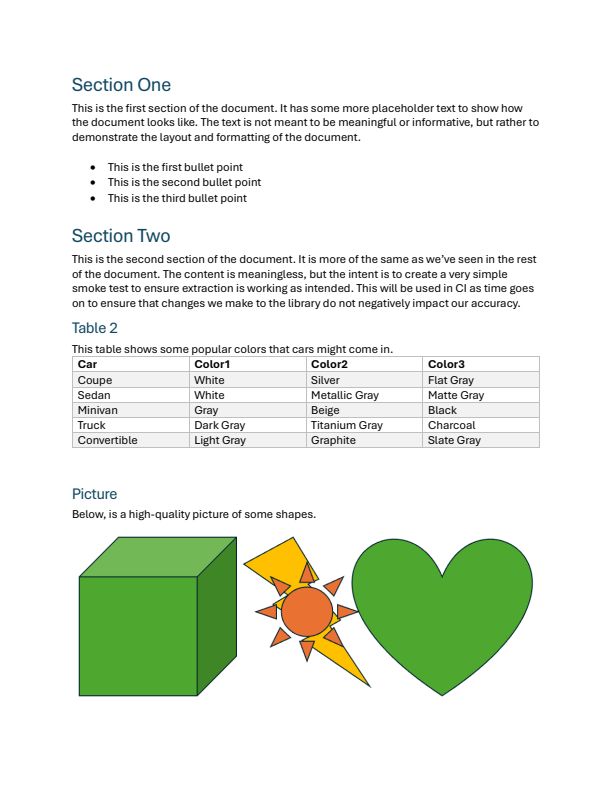 Section One
This is the first section of the document. It has some more placeholder text to show how
the document looks like. The text is not meant to be meaningful or informative, but rather to
demonstrate the layout and formatting of the document.
• This is the first bullet point
• This is the second bullet point
• This is the third bullet point
Section Two
This is the second section of the document. It is more of the same as we’ve seen in the rest
of the document. The content is meaningless, but the intent is to create a very simple
smoke test to ensure extraction is working as intended. This will be used in CI as time goes
on to ensure that changes we make to the library do not negatively impact our accuracy.
Table 2
This table shows some popular colors that cars might come in.
Car Color1 Color2 Color3
Coupe White Silver Flat Gray
Sedan White Metallic Gray Matte Gray
Minivan Gray Beige Black
Truck Dark Gray Titanium Gray Charcoal
Convertible Light Gray Graphite Slate Gray
Picture
Below, is a high-quality picture of some shapes.